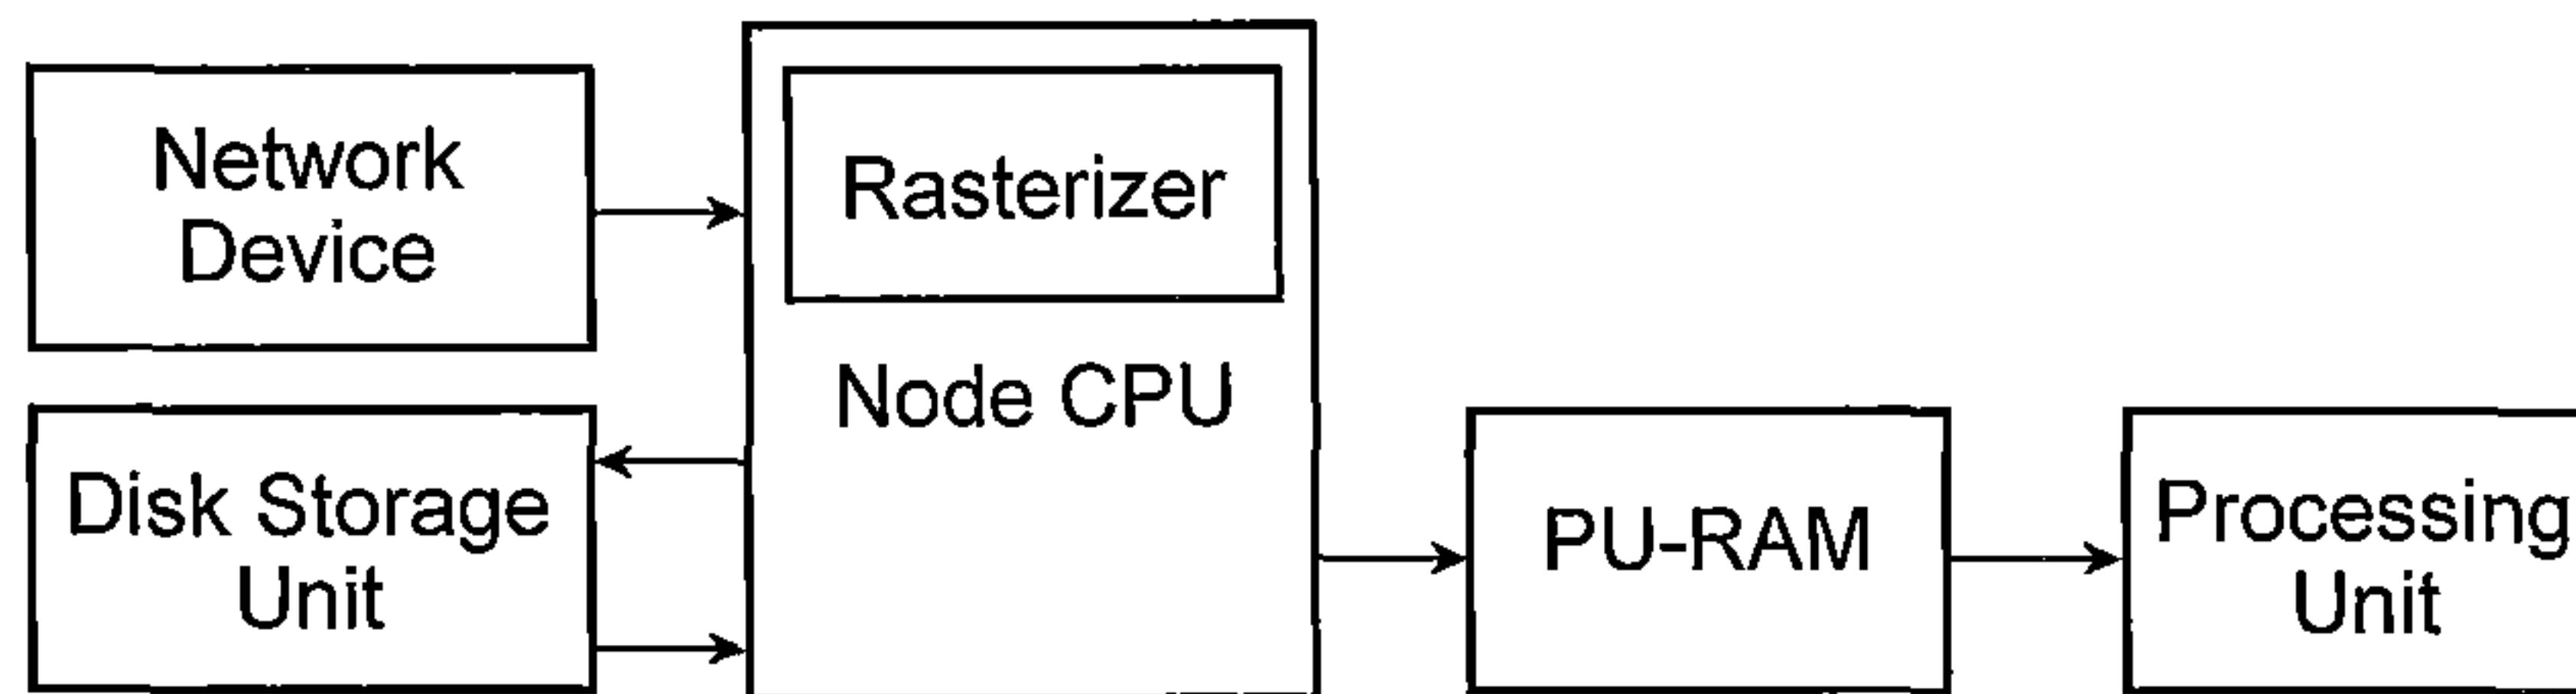 Network
Device
Rasterizer
Node CPU
Disk Storage
Unit
PU-RAM
Processing
Unit